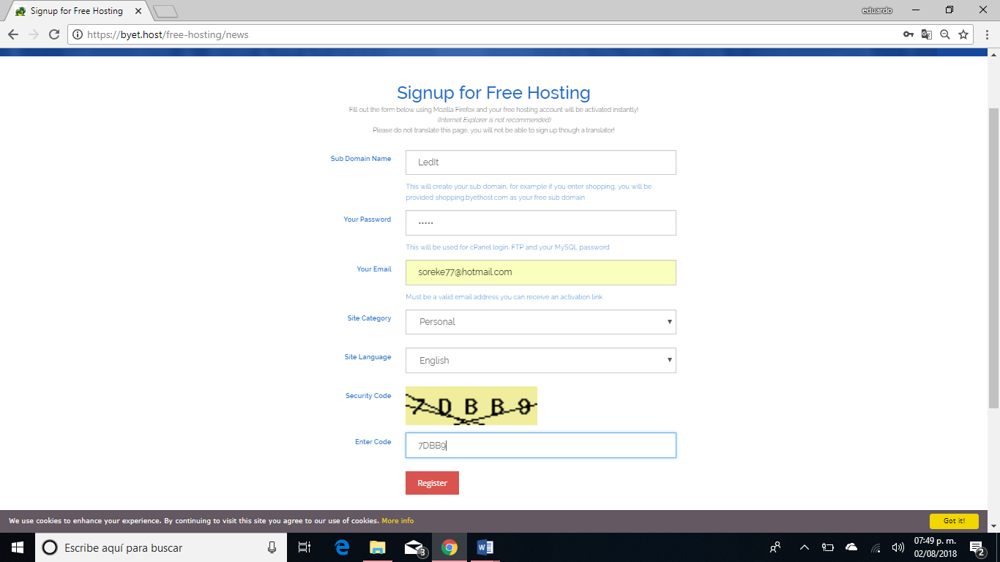 Signup for Free Hosting
eduardo
https://byet.host/free-hosting/news
Signup for Free Hosting
Fill out the form below using Mozilla Firefox and your free hosting account will be activated instantly!
(Internet Explorer is not recommended)
Please do not translate this page, you will not be able to sign up though a translator!
Sub Domain Name
LedIt
This will create your sub domain, for example if you enter shopping, you will be
provided shopping.byethost.com as your free sub domain
Your Password
•••••
This will be used for cPanel login. FTP and your MySQL password
Your Email
soreke77@hotmail.com
Must be a valid email address you can receive an activation link
Site Category
Personal
Site Language
English
Security Code
7DBB9
Enter Code
7DBB9
Register
We use cookies to enhance your experience. By continuing to visit this site you agree to our use of cookies. More info
Got it!
Escribe aquí para buscar
3
07:49 p. m.
02/08/2018
2